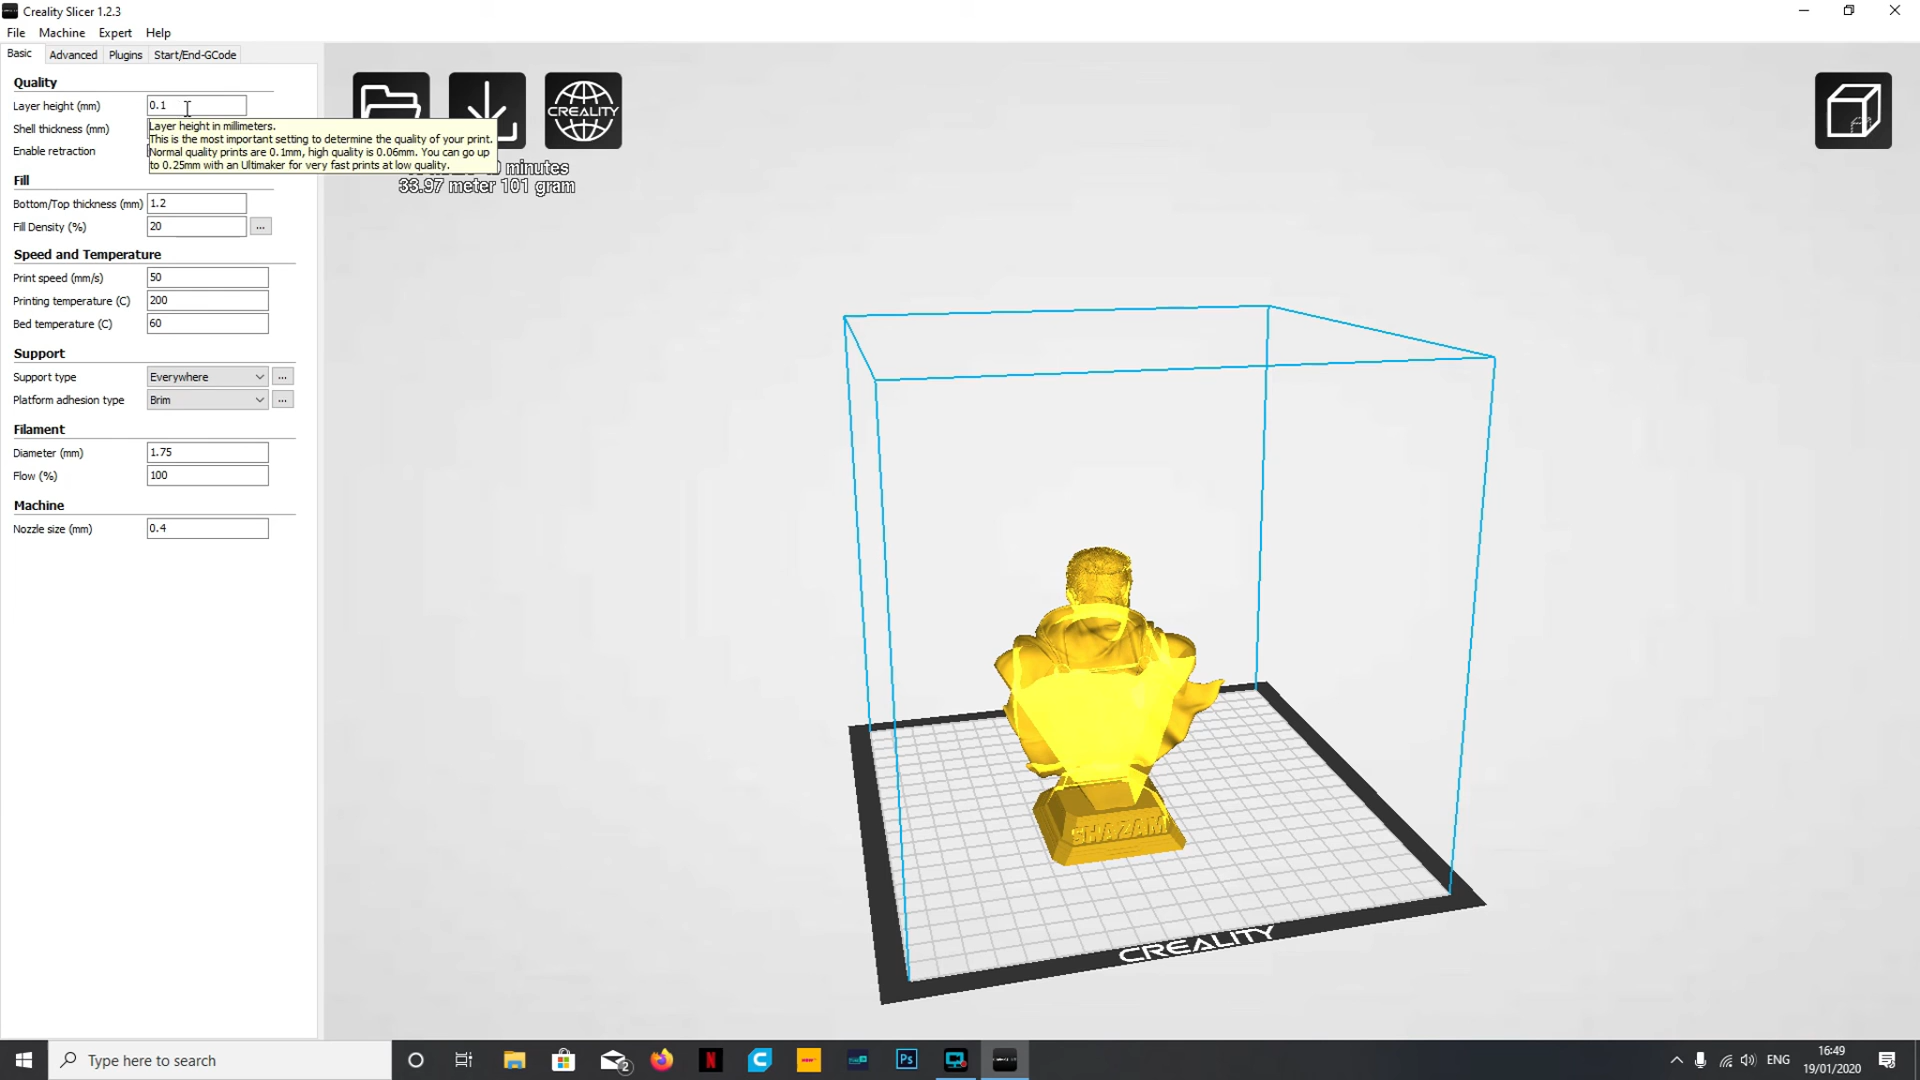 Creality Slicer 1.2.3
File Machine Expert Help
Basic Advanced Plugins Start/End-GCode
Quality
Layer height (mm) 0.1
Shell thickness (mm)
Enable retraction
Layer height in millimeters.
This is the most important setting to determine the quality of your print.
Normal quality prints are 0.1mm, high quality is 0.06mm. You can go up
to 0.25mm with an Ultimaker for very fast prints at low quality.
CREALITY
minutes
33.97 meter 101 gram
Fill
Bottom/Top thickness (mm) 1.2
Fill Density (%) 20 ...
Speed and Temperature
Print speed (mm/s) 50
Printing temperature (C) 200
Bed temperature (C) 60
Support
Support type Everywhere ...
Platform adhesion type Brim ...
Filament
Diameter (mm) 1.75
Flow (%) 100
Machine
Nozzle size (mm) 0.4
SHAZAM
CREALITY
Type here to search
2
N
Ps
ENG
16:49
19/01/2020